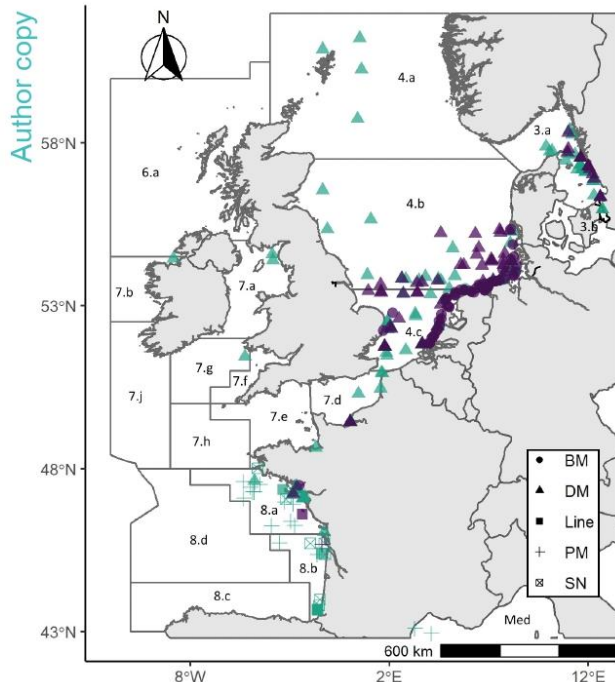 Author copy
N
4.a
58°N
3.a
6.a
4.b
3.b
53°N
7.b
7.a
4.c
7.g
7.f
7.j
7.d
7.e
7.h
48°N
BM
DM
8.a
Line
8.d
PM
8.b
SN
8.c
Med
43°N
600 km
8°W
2°E
12°E